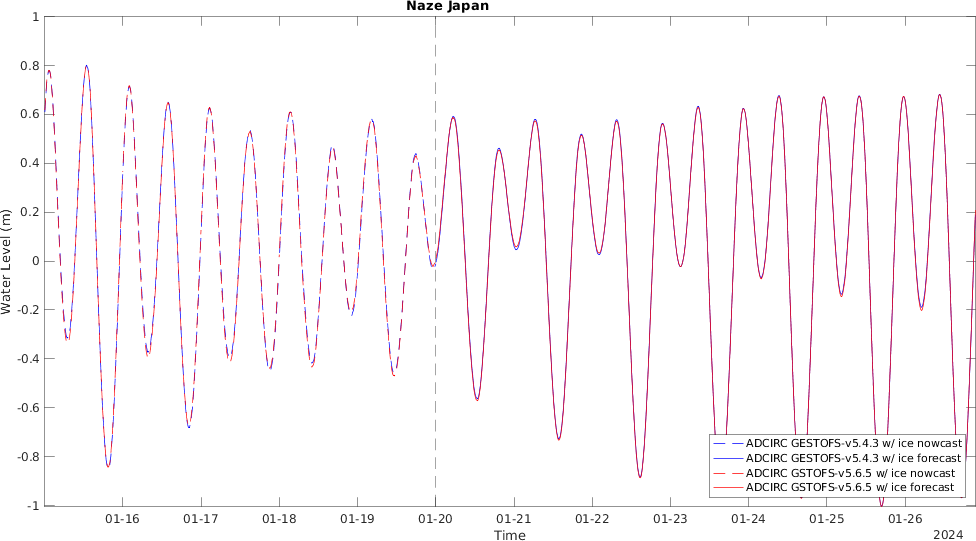 Naze Japan
1
0.8
0.6
0.4
0.2
0
-0.2
-0.4
-0.6
-0.8
-1
Water Level (m)
01-16 01-17 01-18 01-19 01-20 01-21 01-22 01-23 01-24 01-25 01-26
Time
2024
ADCIRC GESTOFS-v5.4.3 w/ ice nowcast
ADCIRC GESTOFS-v5.4.3 w/ ice forecast
ADCIRC GSTOFS-v5.6.5 w/ ice nowcast
ADCIRC GSTOFS-v5.6.5 w/ ice forecast